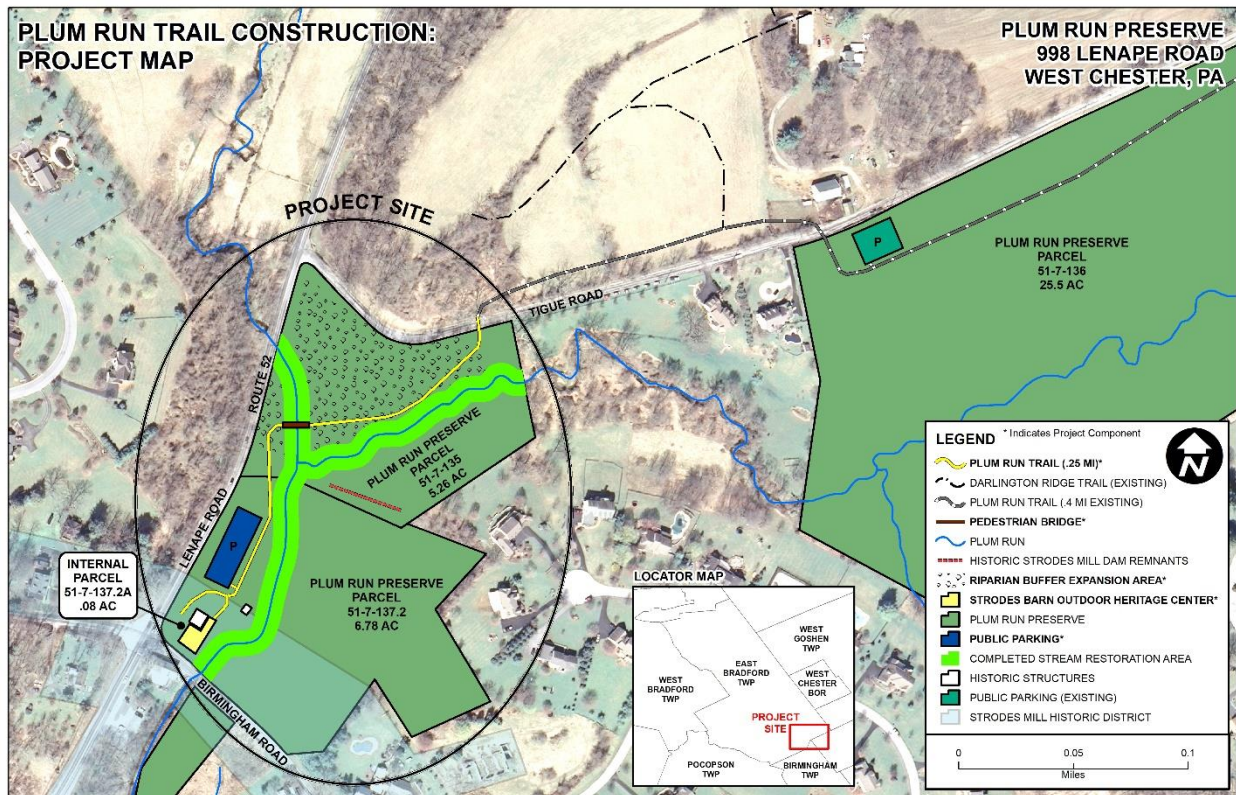 PLUM RUN TRAIL CONSTRUCTION:
PROJECT MAP
PLUM RUN PRESERVE
998 LENAPE ROAD
WEST CHESTER, PA
PROJECT SITE
P
PLUM RUN PRESERVE
PARCEL
51-7-136
25.5 AC
TIGUE ROAD
ROUTE 52
PLUM RUN PRESERVE
PARCEL
51-7-135
5.26 AC
LENAPE ROAD
P
INTERNAL
PARCEL
51-7-137.2A
.08 AC
PLUM RUN PRESERVE
PARCEL
51-7-137.2
6.78 AC
BIRMINGHAM ROAD
LOCATOR MAP
WEST
GOSHEN
TWP
EAST
BRADFORD
TWP
WEST
CHESTER
BOR
WEST
BRADFORD
TWP
PROJECT
SITE
POCOPSON
TWP
BIRMINGHAM
TWP
LEGEND * Indicates Project Component
N
PLUM RUN TRAIL (.25 MI)*
DARLINGTON RIDGE TRAIL (EXISTING)
PLUM RUN TRAIL (.4 MI EXISTING)
PEDESTRIAN BRIDGE*
PLUM RUN
HISTORIC STRODES MILL DAM REMNANTS
RIPARIAN BUFFER EXPANSION AREA*
STRODES BARN OUTDOOR HERITAGE CENTER*
PLUM RUN PRESERVE
PUBLIC PARKING*
COMPLETED STREAM RESTORATION AREA
HISTORIC STRUCTURES
PUBLIC PARKING (EXISTING)
STRODES MILL HISTORIC DISTRICT
0 0.05 0.1
Miles